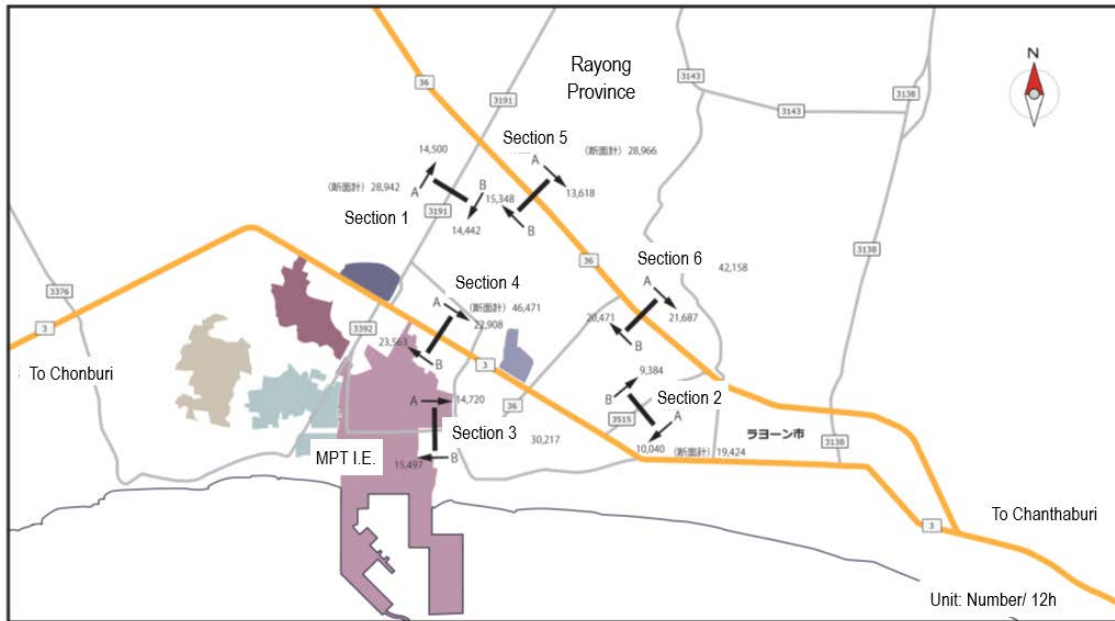 36
3191
Rayong
Province
3143
3143
3138
N
Section 5
14,500
A
(断面計) 28,966
(断面計) 28,942
A
B
15,348
13,618
Section 1
3191
14,442
B
3138
36
Section 6
42,158
A
3376
Section 4
A
(断面計) 46,471
22,908
20,471
21,687
B
3
3392
23,563
B
3
To Chonburi
9,384
B
Section 2
A
A
14,720
36
3515
ラヨーン市
3138
Section 3
30,217
10,040
(断面計) 19,424
MPT I.E.
15,497
B
To Chanthaburi
3
Unit: Number/ 12h